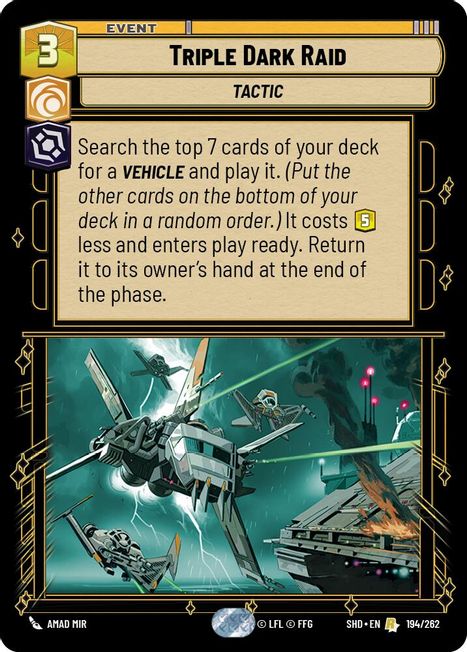 EVENT
3
TRIPLE DARK RAID
TACTIC
Search the top 7 cards of your deck
for a VEHICLE and play it. (Put the
other cards on the bottom of your
deck in a random order.) It costs 5
less and enters play ready. Return
it to its owner's hand at the end of
the phase.
AMAD MIR
© LFL © FFG
SHD • EN R 194/262